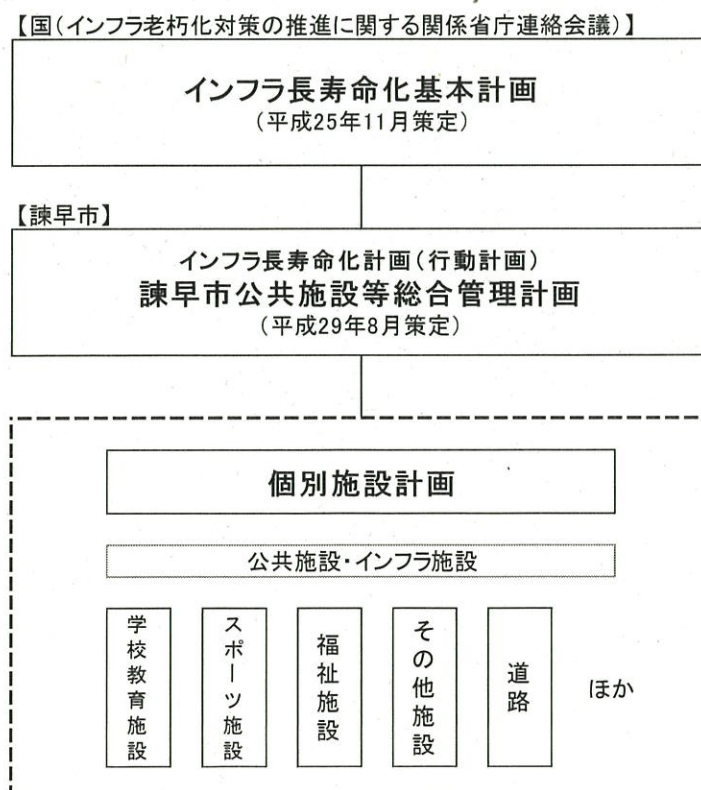 【国(インフラ老朽化対策の推進に関する関係省庁連絡会議)】
インフラ長寿命化基本計画
(平成25年11月策定)
【諫早市】
インフラ長寿命化計画(行動計画)
諫早市公共施設等総合管理計画
(平成29年8月策定)
個別施設計画
公共施設・インフラ施設
学校教育施設
スポーツ施設
福祉施設
その他施設
道路
ほか